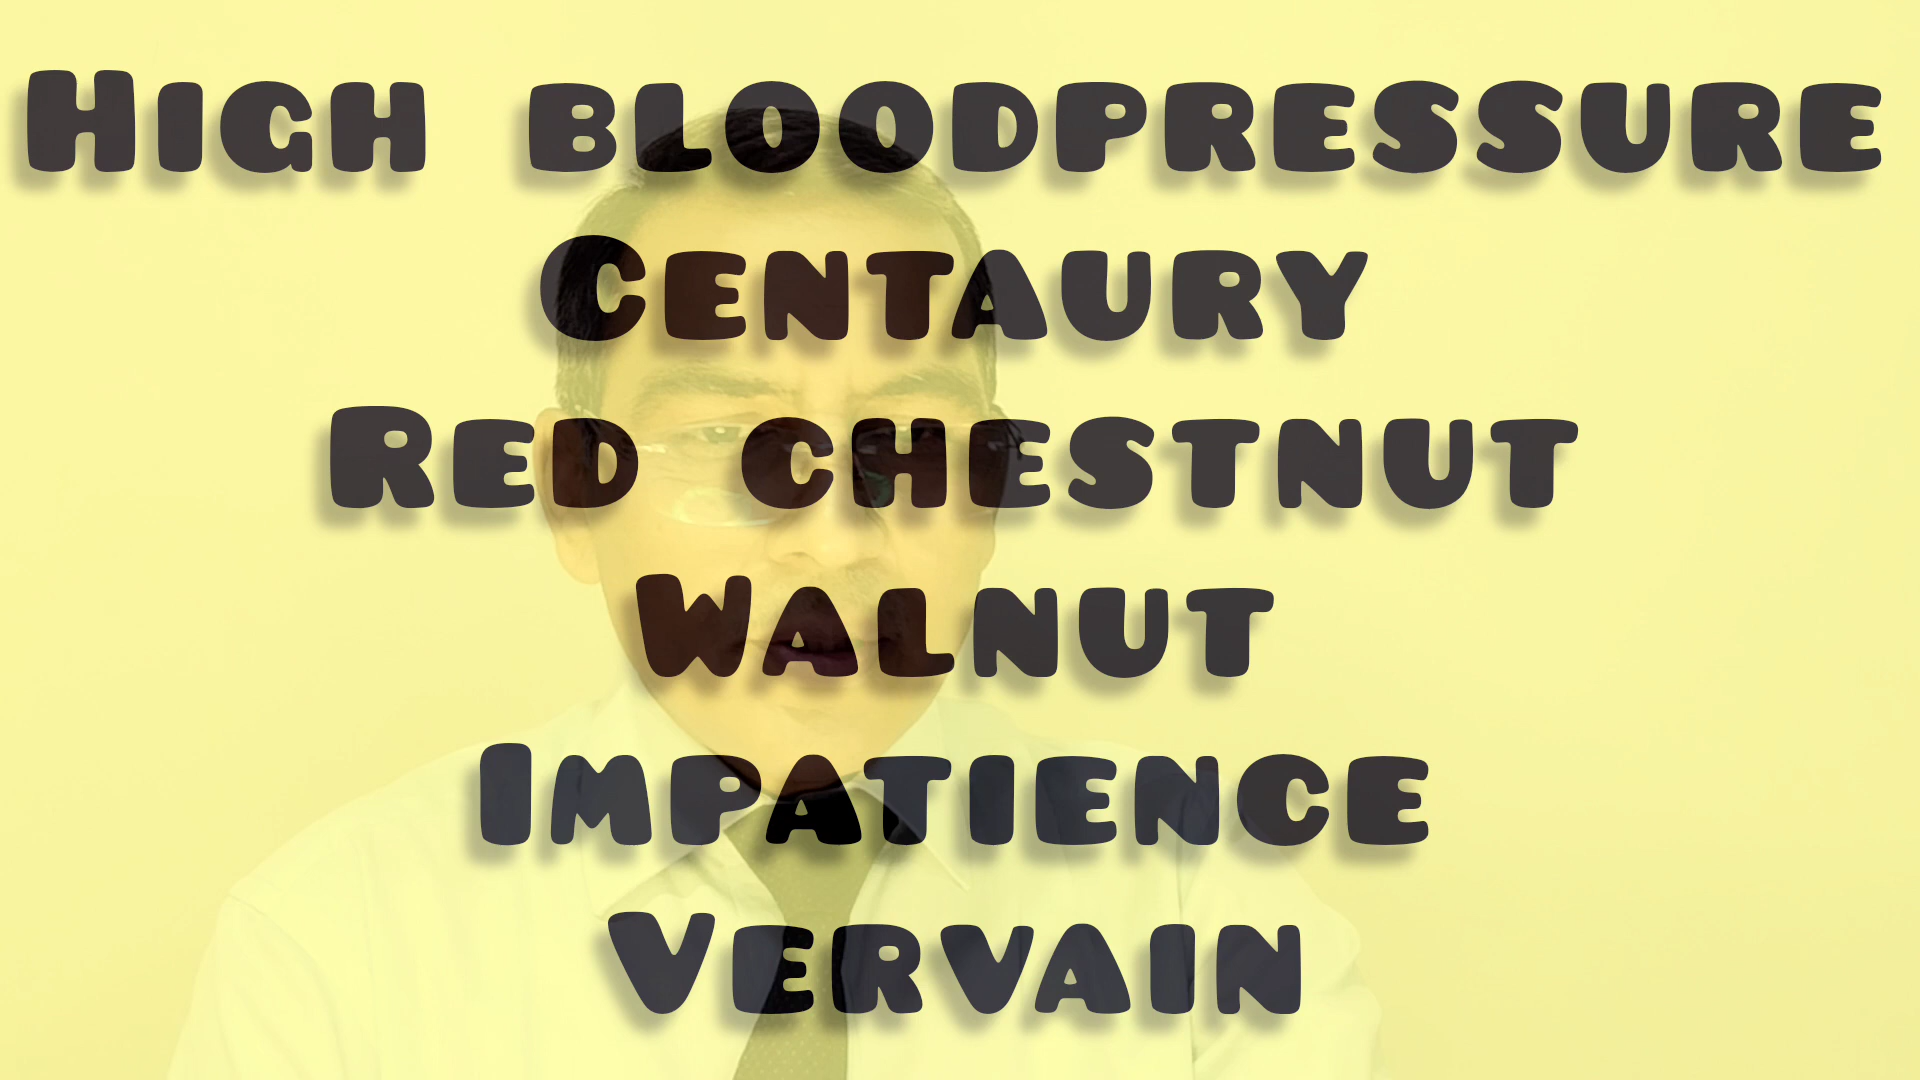 High bloodpressure
Centaury
Red chestnut
Walnut
Impatience
Vervain